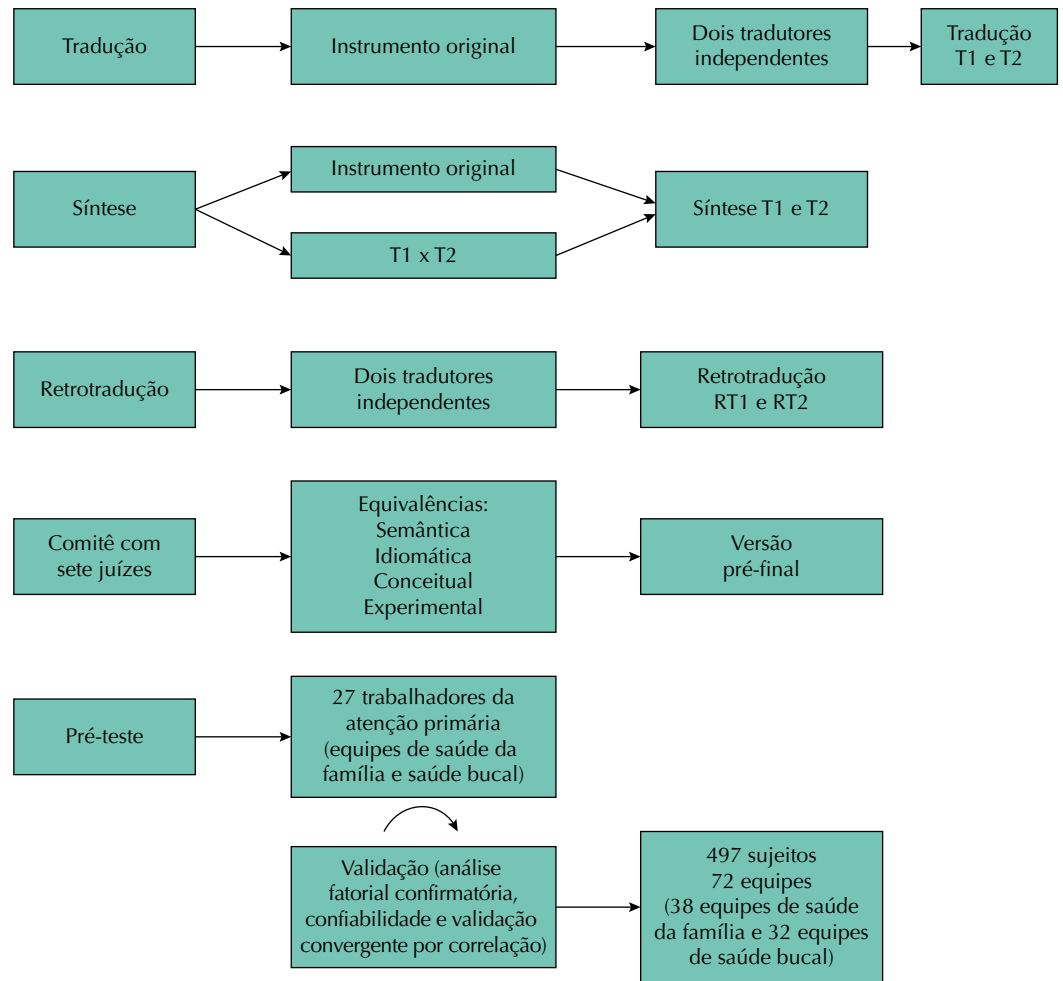 Tradução
Instrumento original
Dois tradutores
independentes
Tradução
T1 e T2
Síntese
Instrumento original
T1 x T2
Síntese T1 e T2
Retrotradução
Dois tradutores
independentes
Retrotradução
RT1 e RT2
Comitê com
sete juízes
Equivalências:
Semântica
Idiomática
Conceitual
Experimental
Versão
pré-final
Pré-teste
27 trabalhadores da
atenção primária
(equipes de saúde da
família e saúde bucal)
Validação (análise
fatorial confirmatória,
confiabilidade e validação
convergente por correlação)
497 sujeitos
72 equipes
(38 equipes de saúde
da família e 32 equipes
de saúde bucal)